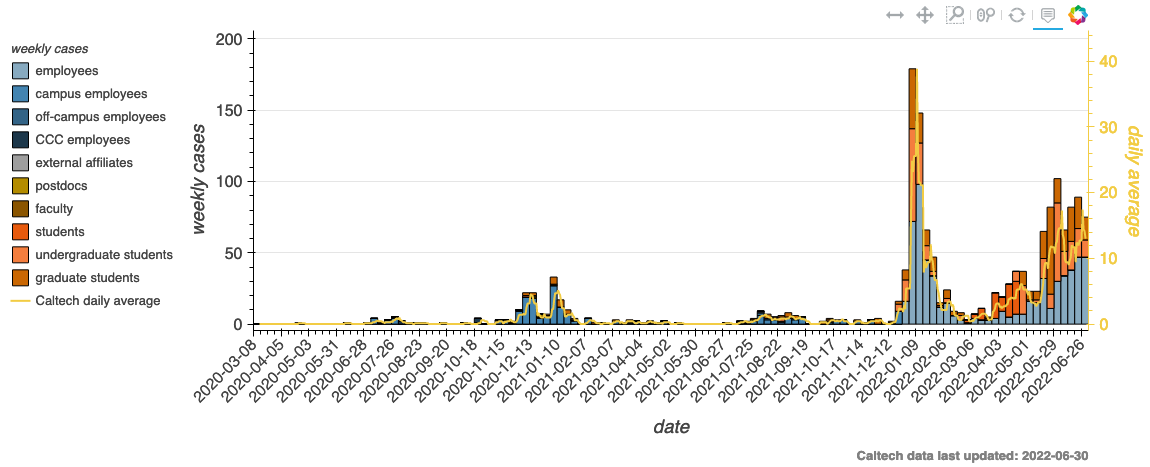 weekly cases
employees
campus employees
off-campus employees
CCC employees
external affiliates
postdocs
faculty
students
undergraduate students
graduate students
Caltech daily average
weekly cases
200
150
100
50
0
daily average
40
30
20
10
0
2020-03-08
2020-04-05
2020-05-03
2020-05-31
2020-06-28
2020-07-26
2020-08-23
2020-09-20
2020-10-18
2020-11-15
2020-12-13
2021-01-10
2021-02-07
2021-03-07
2021-04-04
2021-05-02
2021-05-30
2021-06-27
2021-07-25
2021-08-22
2021-09-19
2021-10-17
2021-11-14
2021-12-12
2022-01-09
2022-02-06
2022-03-06
2022-04-03
2022-05-01
2022-05-29
2022-06-26
date
Caltech data last updated: 2022-06-30